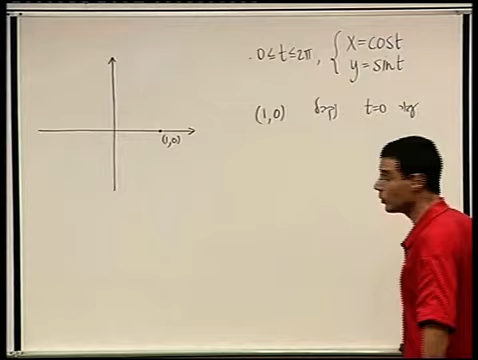 . 0≤t≤2π, { x=cost
y=sint
(1,0) t=0
(1,0)